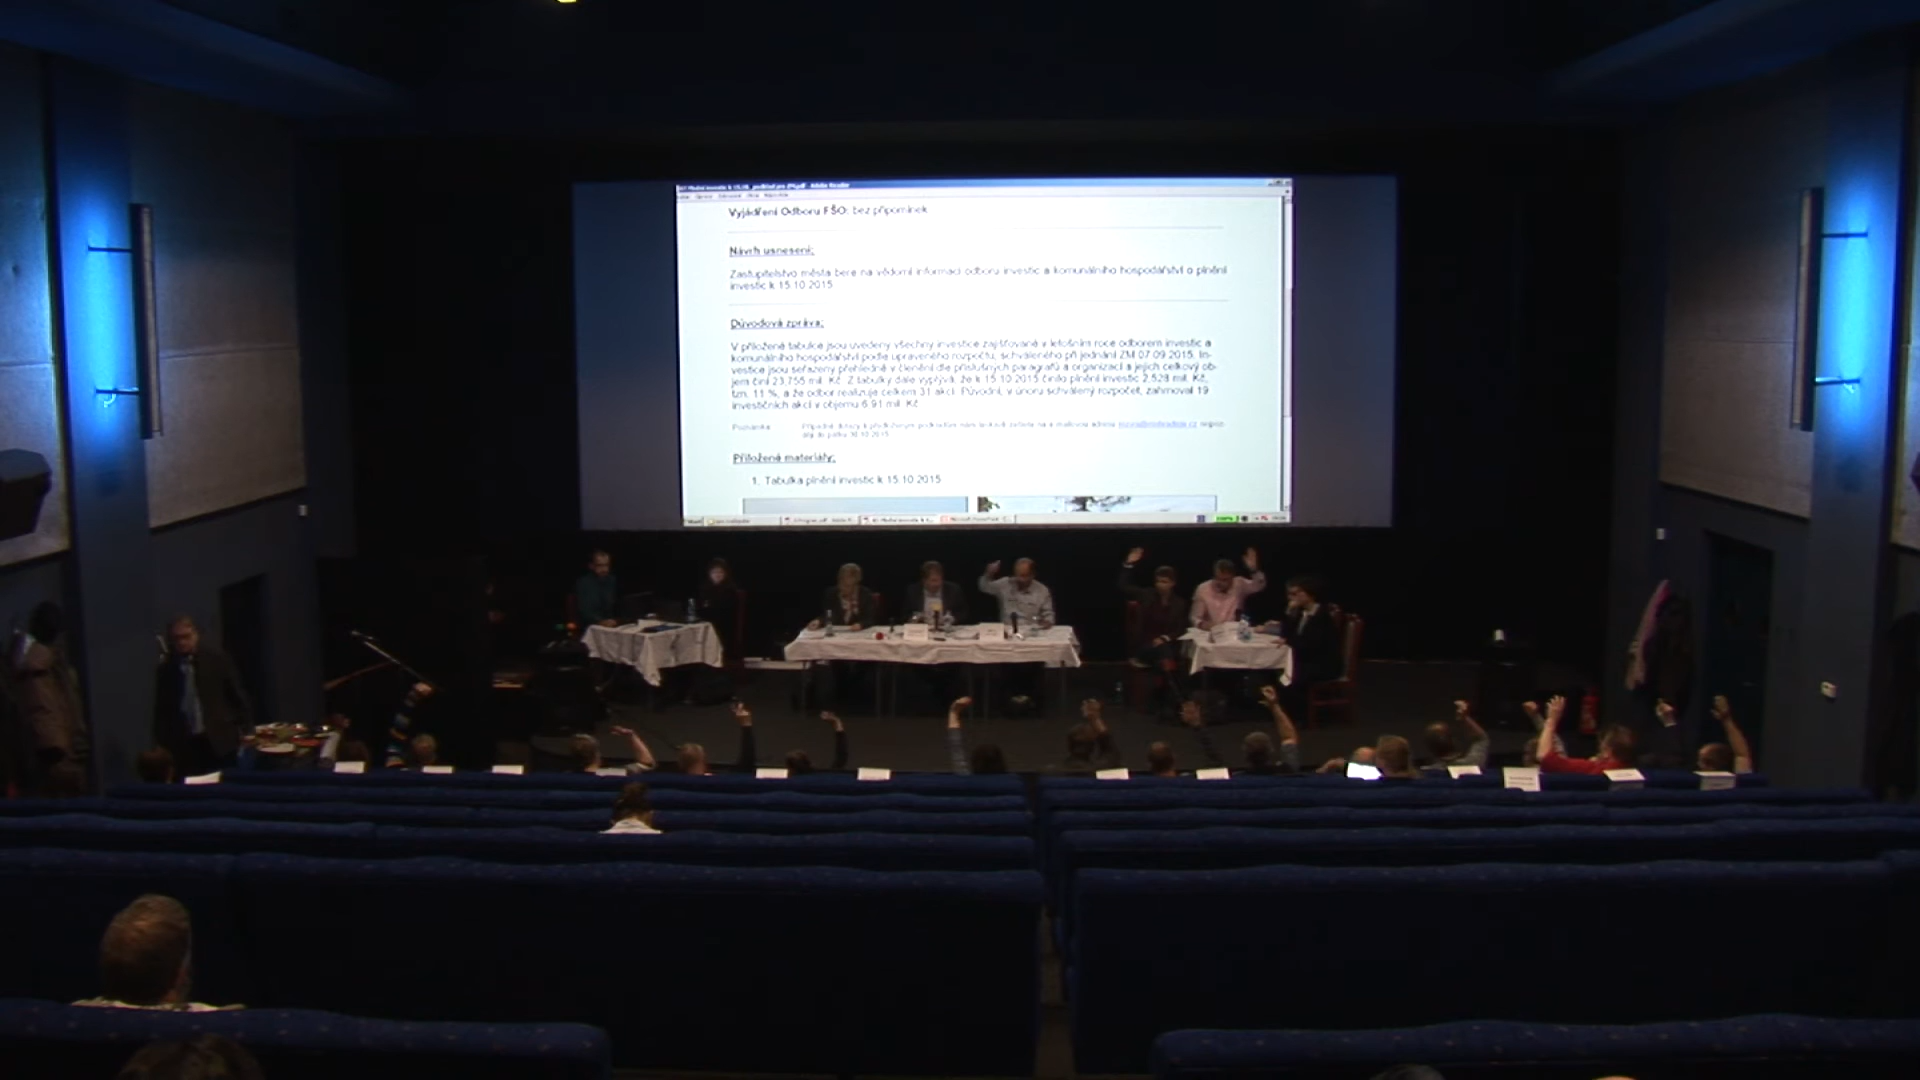 Vyjádření Odboru FŠO: bez připomínek
Návrh usnesení:
Zastupitelstvo města bere na vědomí informaci odboru investic a komunálního hospodářství o plnění
investic k 15.10.2015
Důvodová zpráva:
V přiložené tabulce jsou uvedeny všechny investice zajišťované v letošním roce odborem investic a
komunálního hospodářství podle upraveného rozpočtu, schváleného při jednání ZM 07.09.2015. In-
vestice jsou seřazeny přehledně v členění dle příslušných paragrafů a organizací a jejich celkový ob-
jem činí 23,755 mil. Kč. Z tabulky dále vyplývá, že k 15.10.2015 činilo plnění investic 2,528 mil. Kč,
tzn. 11 %, a že odbor realizuje celkem 31 akcí. Původní, v únoru schválený rozpočet, zahrnoval 19
investičních akcí v objemu 6,91 mil. Kč.
Poznámka
Přiložené materiály:
1. Tabulka plnění investic k 15.10.2015